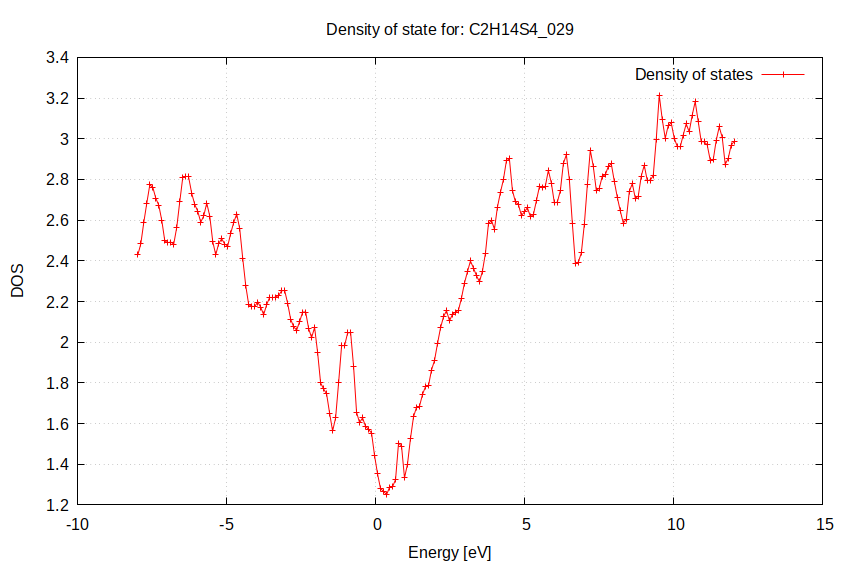 Density of state for: C2H14S4_029
Density of states
3.4
3.2
3
2.8
2.6
2.4
2.2
2
1.8
1.6
1.4
1.2
DOS
-10 -5 0 5 10 15
Energy [eV]